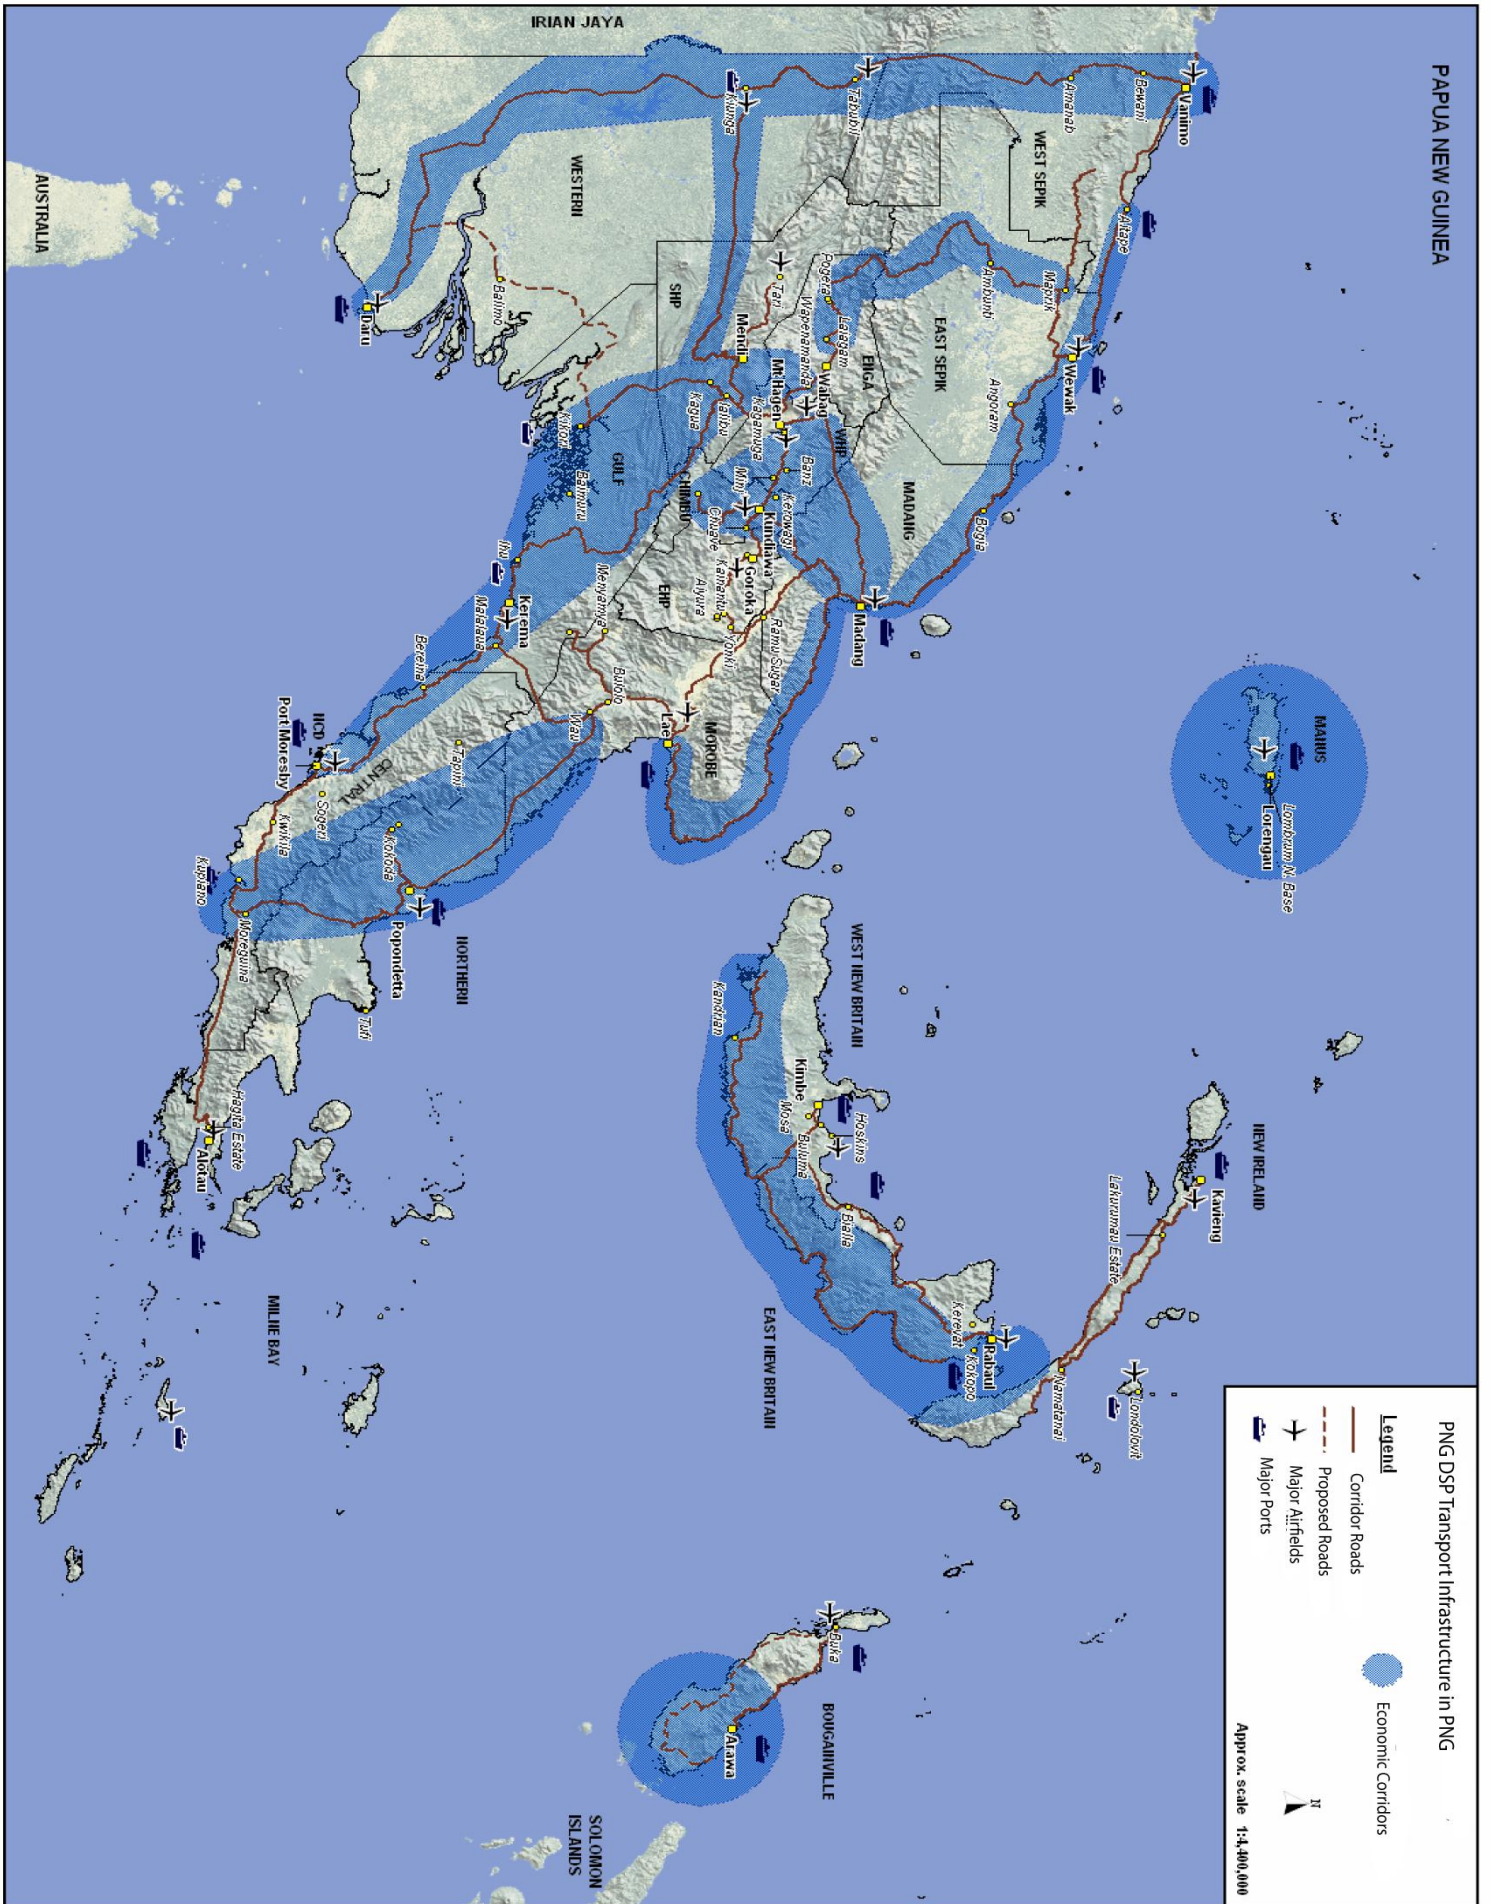 PNG DSP Transport Infrastructure in PNG
Legend
Corridor Roads
Proposed Roads
Major Airfields
Major Ports
Economic Corridors
N
Approx. scale 1:4,400,000
PAPUA NEW GUINEA
IRIAN JAYA
AUSTRALIA
SOLOMON
ISLANDS
Vanimo
Bewani
Amanab
Aitape
WEST SEPIK
Tabubil
Kiunga
WESTERN
Balimo
Daru
Maprik
Ambunti
Wewak
Angoram
EAST SEPIK
Bogia
MADANG
Madang
Porgera
Lalagam
ENGA
Wabag
Wapenamanda
Tari
SHP
Mendi
Mt.Hagen
Kagamuga
WHP
Ialibu
Kagua
Banz
Minj
Kerowagi
Kundiawa
Chuave
CHIMBU
Goroka
Kainantu
Aiyura
EHP
Yonki
Ramu Sugar
GULF
Kikori
Baimuru
Ihu
Kerema
Malalaua
Menyamya
Bulolo
Wau
Lae
MOROBE
Bereina
Tapini
CENTRAL
NCD
Port Moresby
Sogeri
Kwikila
Kupiano
Moreguina
Kokoda
Popondetta
NORTHERN
Tufi
Hagita Estate
Alotau
MILNE BAY
MANUS
Lombrum N. Base
Lorengau
WEST NEW BRITAIN
Kandrian
Kimbe
Mosa
Buluma
Hoskins
Bialla
EAST NEW BRITAIN
Kerevat
Rabaul
Kokopo
NEW IRELAND
Kavieng
Lakurumau Estate
Namatanai
Londolovit
Buka
BOUGAINVILLE
Arawa